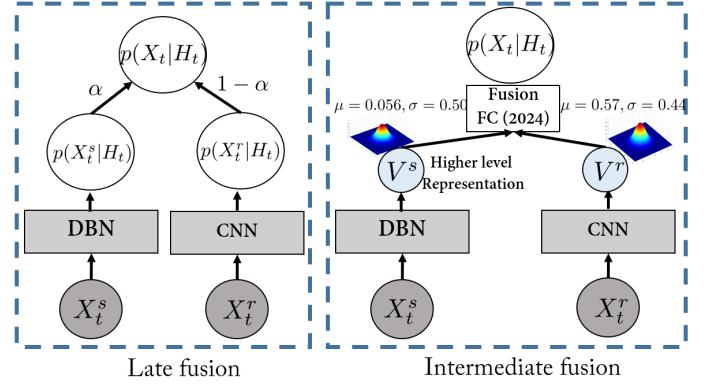 p(X_t|H_t)
α
1 − α
p(X_t^s|H_t)
p(X_t^r|H_t)
DBN
CNN
X_t^s
X_t^r
Late fusion
p(X_t|H_t)
Fusion
FC (2024)
μ = 0.056, σ = 0.50
μ = 0.57, σ = 0.44
V^s
Higher level
Representation
V^r
DBN
CNN
X_t^s
X_t^r
Intermediate fusion